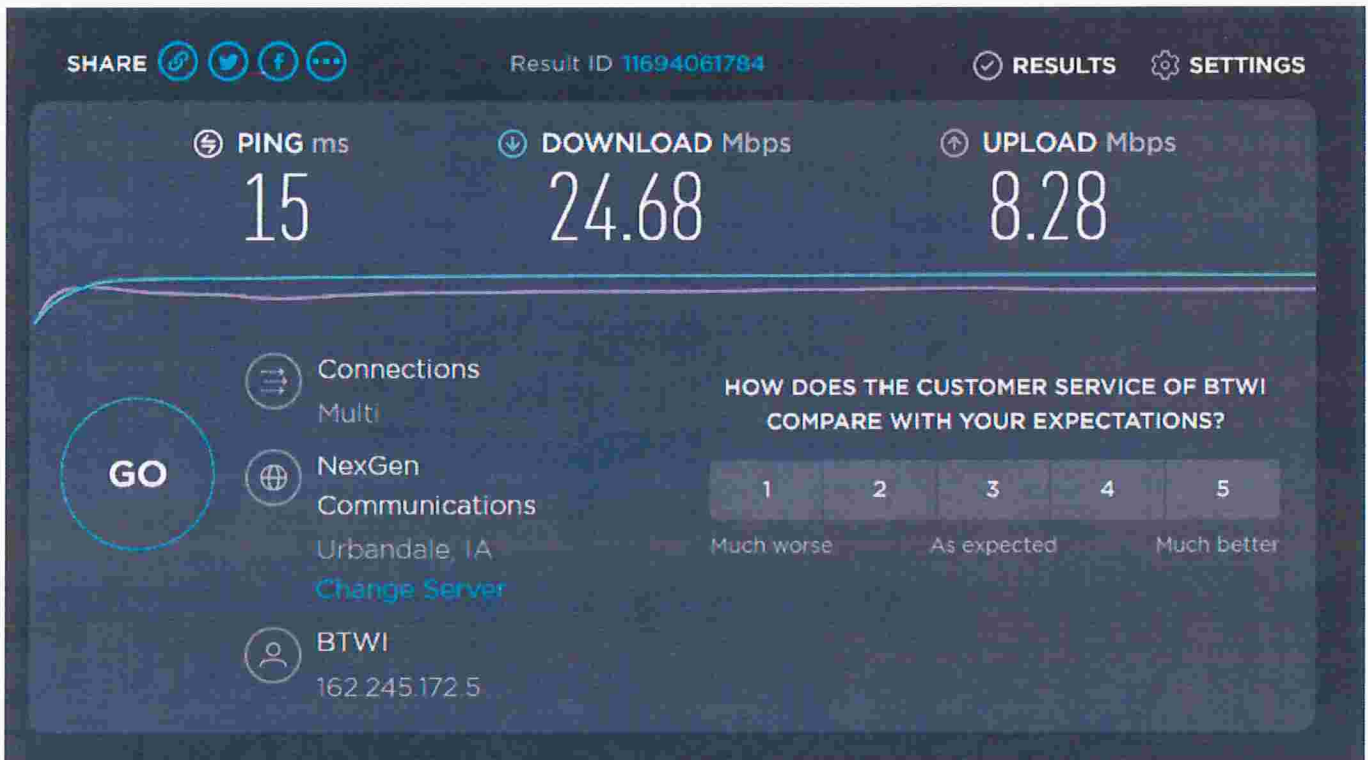 SHARE
Result ID 11694061784
RESULTS
SETTINGS
PING ms
15
DOWNLOAD Mbps
24.68
UPLOAD Mbps
8.28
GO
Connections
Multi
NexGen
Communications
Urbandale, IA
Change Server
BTWI
162.245.172.5
HOW DOES THE CUSTOMER SERVICE OF BTWI
COMPARE WITH YOUR EXPECTATIONS?
1 2 3 4 5
Much worse As expected Much better